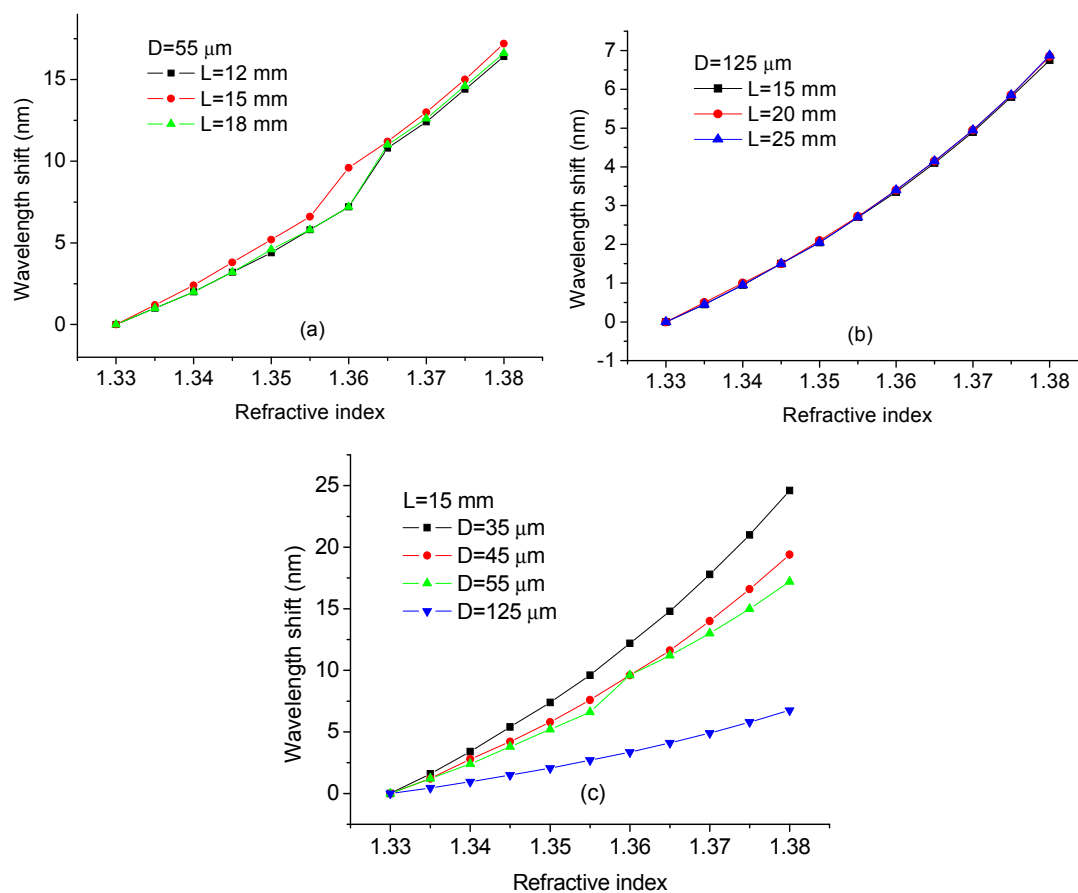 D=55 μm
L=12 mm
L=15 mm
L=18 mm
15
10
5
0
Wavelength shift (nm)
(a)
1.33 1.34 1.35 1.36 1.37 1.38
Refractive index
D=125 μm
L=15 mm
L=20 mm
L=25 mm
7
6
5
4
3
2
1
0
-1
Wavelength shift (nm)
(b)
1.33 1.34 1.35 1.36 1.37 1.38
Refractive index
L=15 mm
D=35 μm
D=45 μm
D=55 μm
D=125 μm
25
20
15
10
5
0
Wavelength shift (nm)
(c)
1.33 1.34 1.35 1.36 1.37 1.38
Refractive index